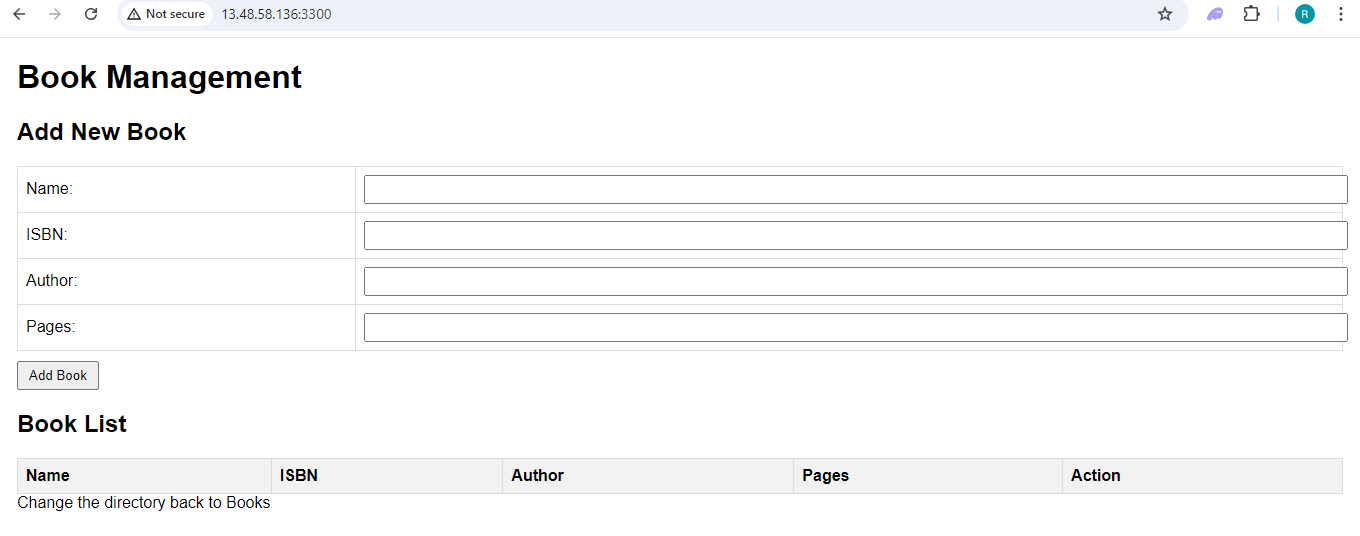 Not secure 13.48.58.136:3300 R
Book Management
Add New Book
Name:
ISBN:
Author:
Pages:
Add Book
Book List
Name ISBN Author Pages Action
Change the directory back to Books